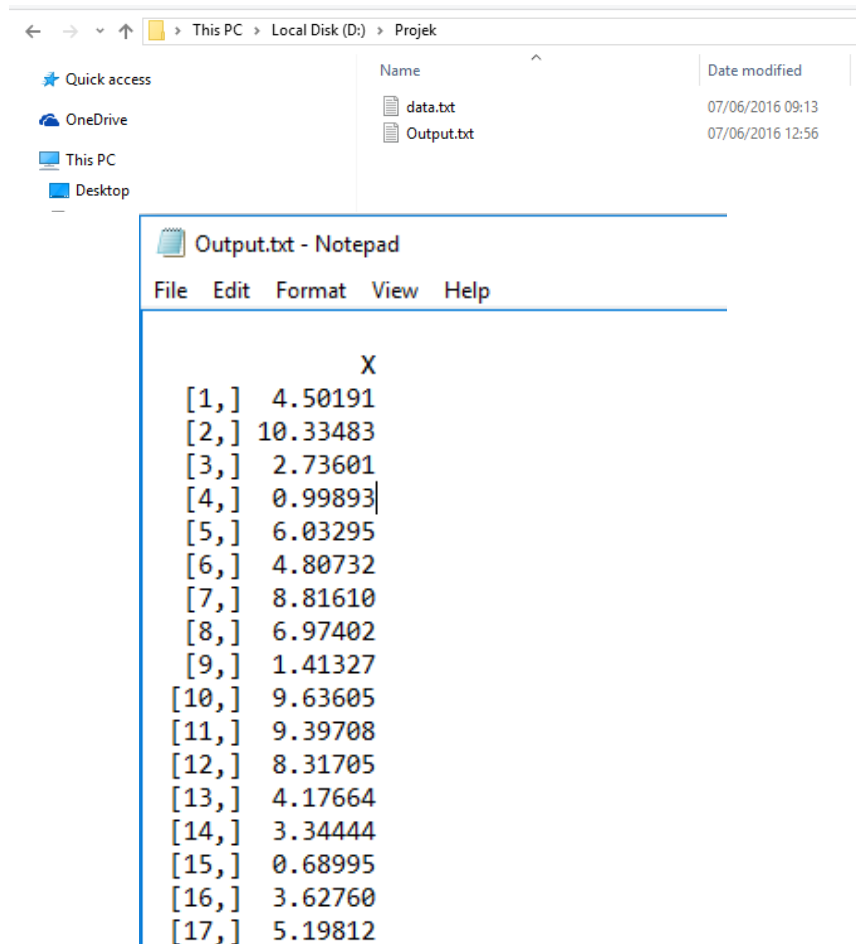 This PC > Local Disk (D:) > Projek
Quick access
OneDrive
This PC
Desktop
Name Date modified
data.txt 07/06/2016 09:13
Output.txt 07/06/2016 12:56
Output.txt - Notepad
File Edit Format View Help
X
[1,] 4.50191
[2,] 10.33483
[3,] 2.73601
[4,] 0.99893
[5,] 6.03295
[6,] 4.80732
[7,] 8.81610
[8,] 6.97402
[9,] 1.41327
[10,] 9.63605
[11,] 9.39708
[12,] 8.31705
[13,] 4.17664
[14,] 3.34444
[15,] 0.68995
[16,] 3.62760
[17,] 5.19812